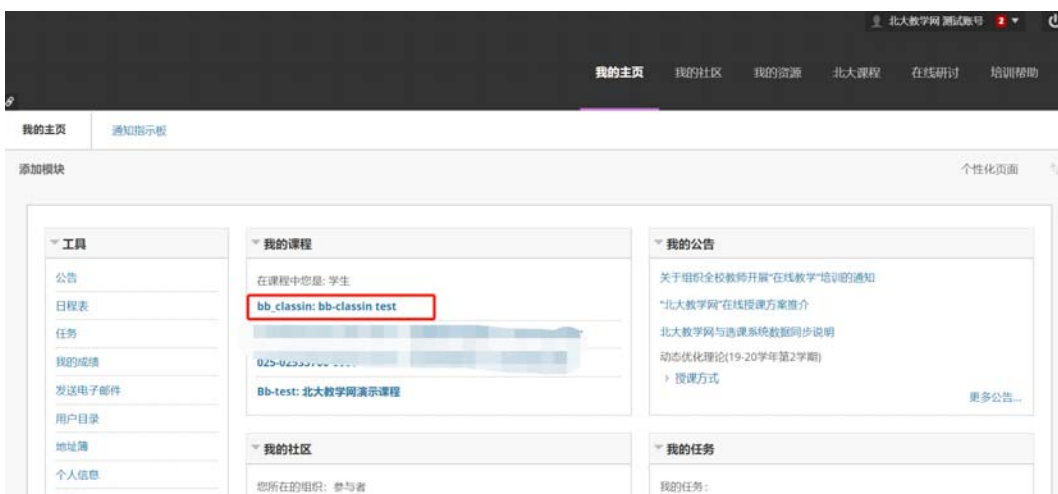 北大教学网 测试账号 2
我的主页 我的社区 我的资源 北大课程 在线研讨 培训帮助
我的主页 通知指示板
添加模块 个性化页面
工具
公告
日程表
任务
我的成绩
发送电子邮件
用户目录
地址簿
个人信息
我的课程
在课程中您是: 学生
bb_classin: bb-classin test
Bb-test: 北大教学网演示课程
我的公告
关于组织全校教师开展“在线教学”培训的通知
“北大教学网”在线授课方案推介
北大教学网与选课系统数据同步说明
动态优化理论(19-20学年第2学期)
› 授课方式
更多公告...
我的社区
您所在的组织: 参与者
我的任务
我的任务: